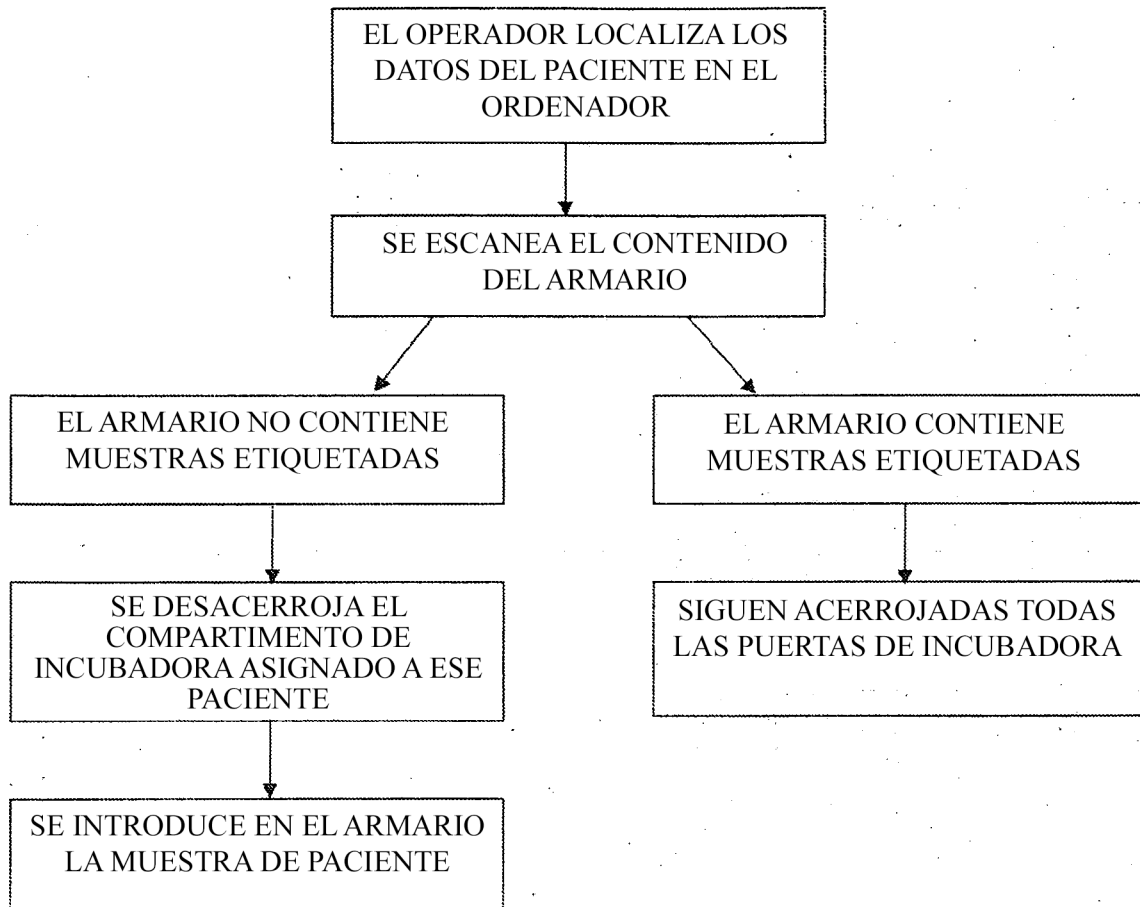 EL OPERADOR LOCALIZA LOS
DATOS DEL PACIENTE EN EL
ORDENADOR
SE ESCANEA EL CONTENIDO
DEL ARMARIO
EL ARMARIO NO CONTIENE
MUESTRAS ETIQUETADAS
EL ARMARIO CONTIENE
MUESTRAS ETIQUETADAS
SE DESACERROJA EL
COMPARTIMENTO DE
INCUBADORA ASIGNADO A ESE
PACIENTE
SIGUEN ACERROJADAS TODAS
LAS PUERTAS DE INCUBADORA
SE INTRODUCE EN EL ARMARIO
LA MUESTRA DE PACIENTE